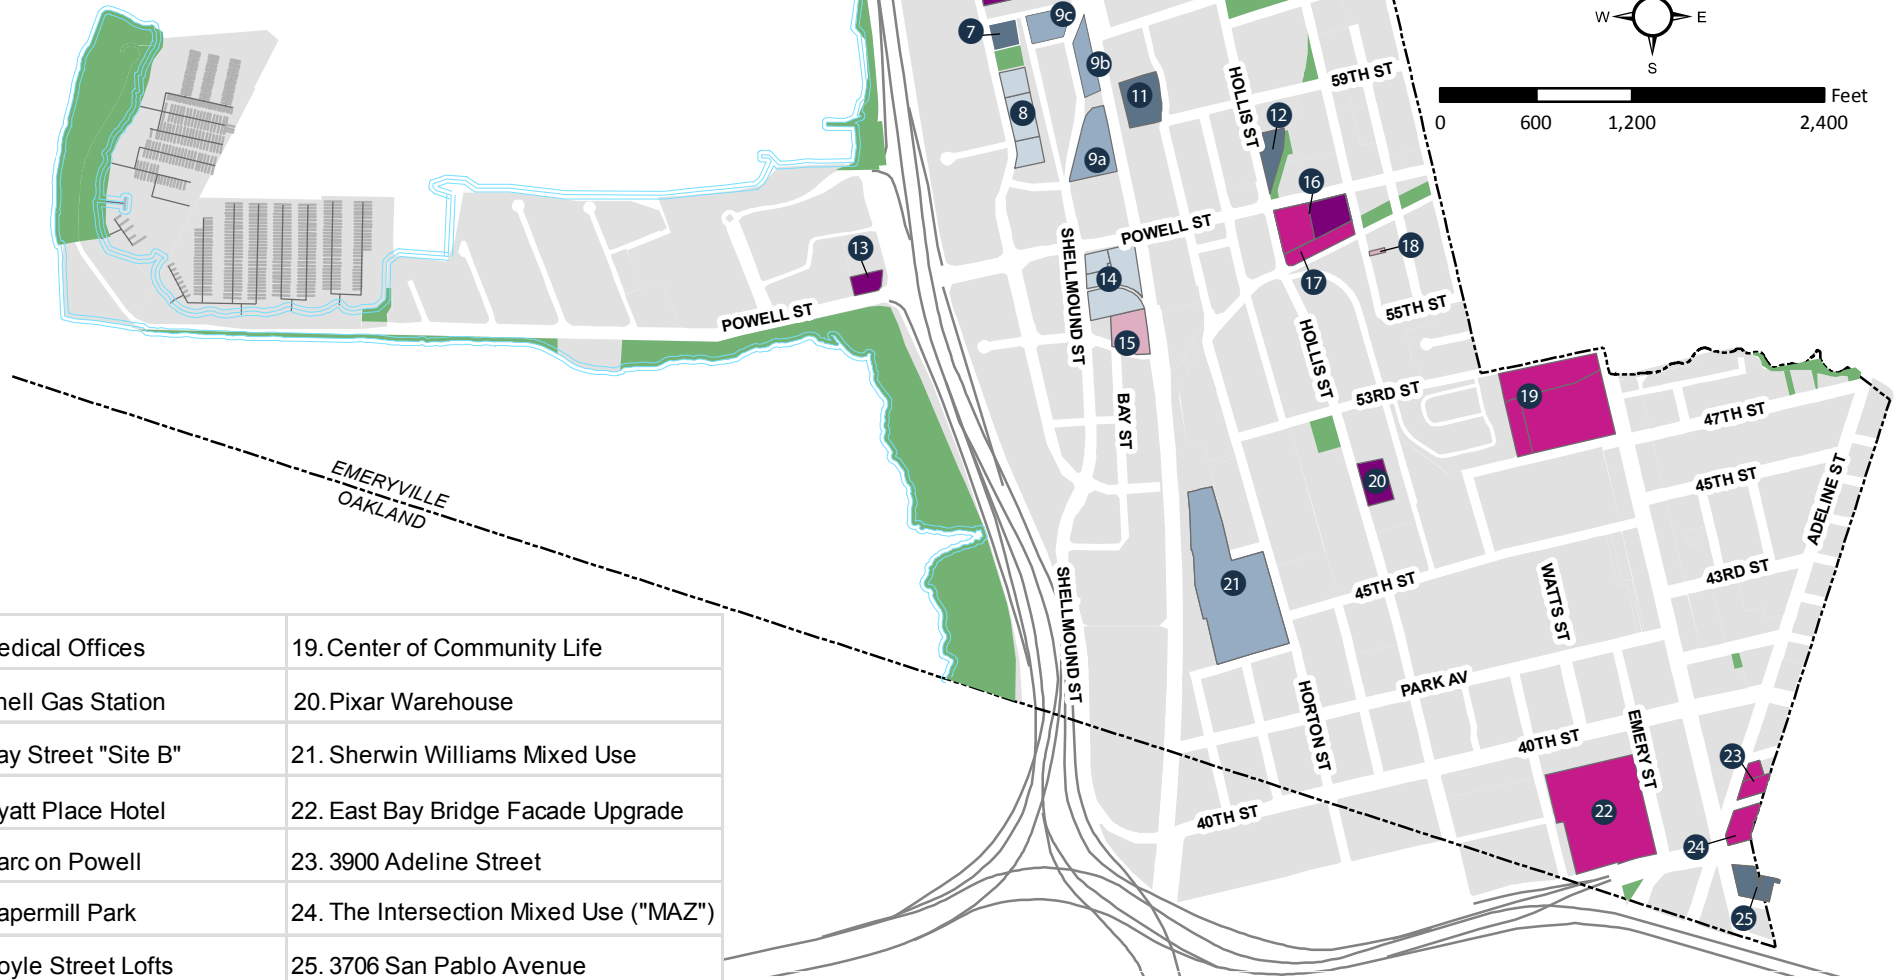 9c
W E
7
S
9b
HOLLIS ST
59TH ST
11
Feet
8
12
0 600 1,200 2,400
9a
16
POWELL ST
SHELLMOUND ST
18
13
14
17
55TH ST
POWELL ST
HOLLIS ST
15
53RD ST
19
BAY ST
47TH ST
EMERYVILLE
OAKLAND
20
45TH ST
ADELINE ST
21
45TH ST
WATTS ST
43RD ST
SHELLMOUND ST
PARK AV
HORTON ST
40TH ST
EMERY ST
23
40TH ST
22
24
25
edical Offices
19. Center of Community Life
ell Gas Station
20. Pixar Warehouse
ay Street "Site B"
21. Sherwin Williams Mixed Use
yatt Place Hotel
22. East Bay Bridge Facade Upgrade
arc on Powell
23. 3900 Adeline Street
apermill Park
24. The Intersection Mixed Use ("MAZ")
oyle Street Lofts
25. 3706 San Pablo Avenue